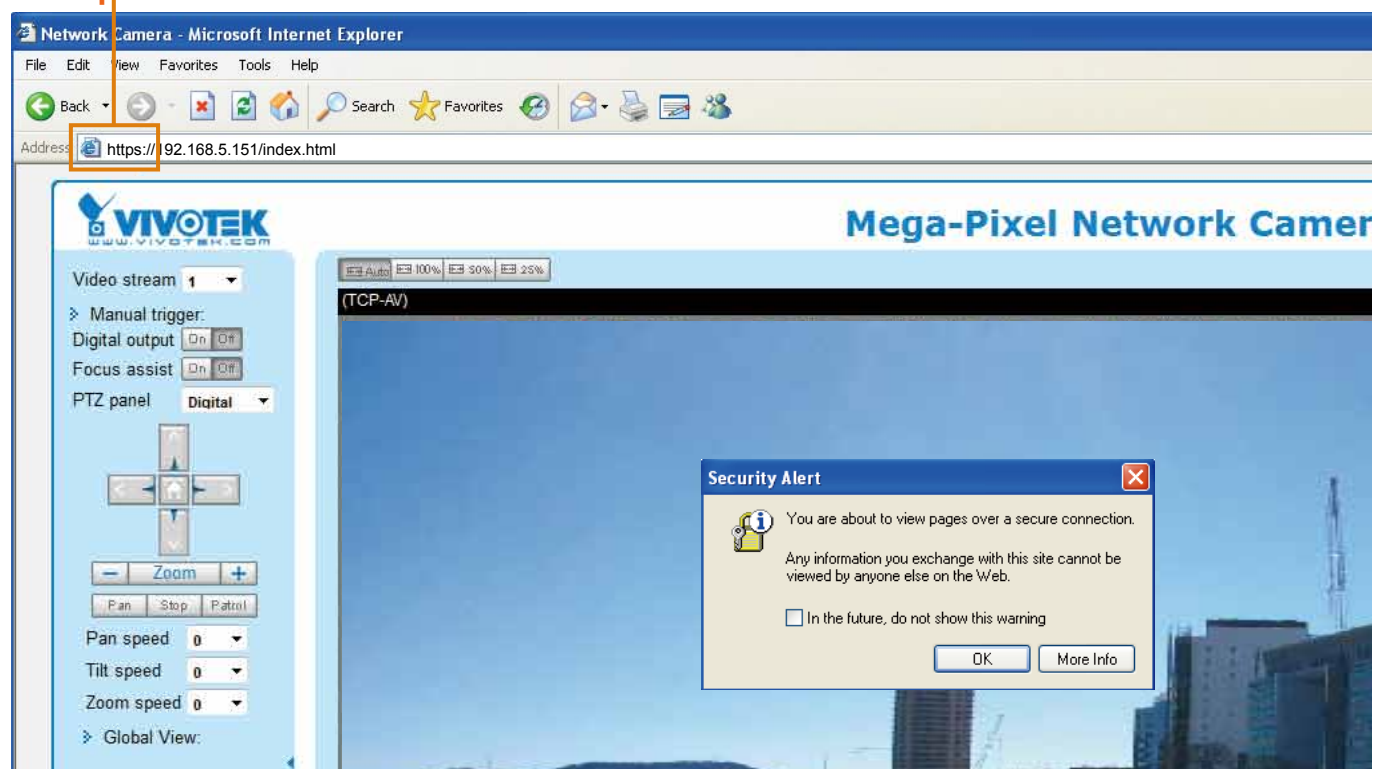 Network Camera - Microsoft Internet Explorer
File Edit View Favorites Tools Help
Back Search Favorites
Address https://192.168.5.151/index.html
VIVOTEK
www.vivotek.com
Mega-Pixel Network Camer
Video stream 1
Auto 100% 50% 25%
(TCP-AV)
Manual trigger:
Digital output On Off
Focus assist On Off
PTZ panel Digital
Zoom
Pan Stop Patrol
Pan speed 0
Tilt speed 0
Zoom speed 0
Global View:
Security Alert
You are about to view pages over a secure connection.
Any information you exchange with this site cannot be
viewed by anyone else on the Web.
In the future, do not show this warning
OK More Info